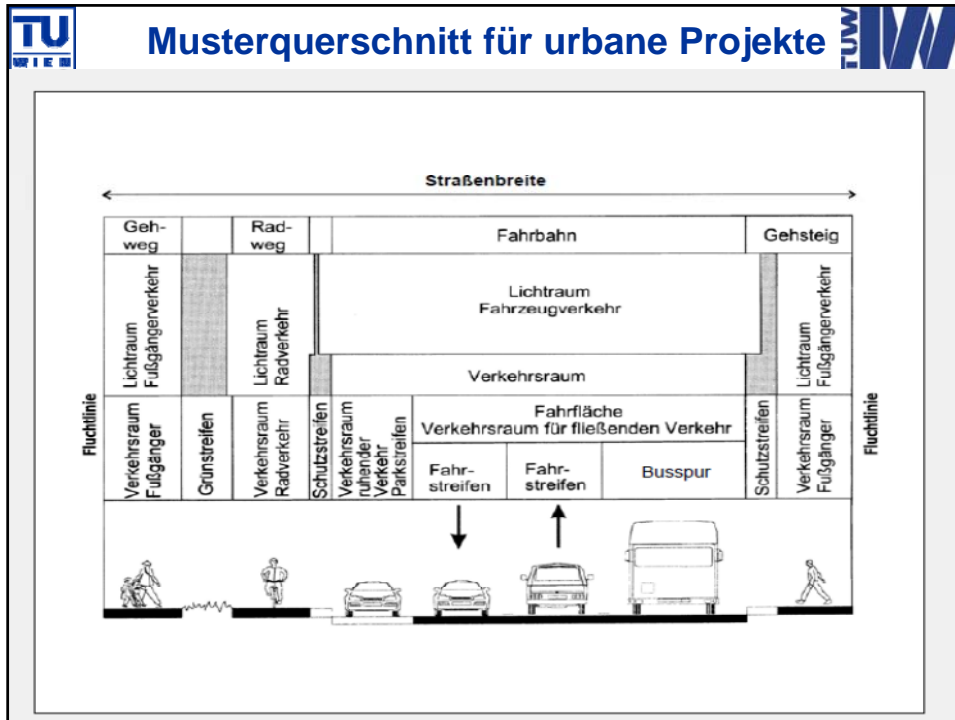 TU
WIEN
Musterquerschnitt für urbane Projekte
TUW
IVV
Straßenbreite
Geh-
weg
Rad-
weg
Fahrbahn
Gehsteig
Lichtraum
Fußgängerverkehr
Lichtraum
Radverkehr
Lichtraum
Fahrzeugverkehr
Lichtraum
Fußgängerverkehr
Verkehrsraum
Fluchtlinie
Verkehrsraum
Fußgänger
Grünstreifen
Verkehrsraum
Radverkehr
Schutzstreifen
Verkehrsraum
ruhender
Verkehr
Parkstreifen
Fahrfläche
Verkehrsraum für fließenden Verkehr
Fahr-
streifen
Fahr-
streifen
Busspur
Schutzstreifen
Verkehrsraum
Fußgänger
Fluchtlinie